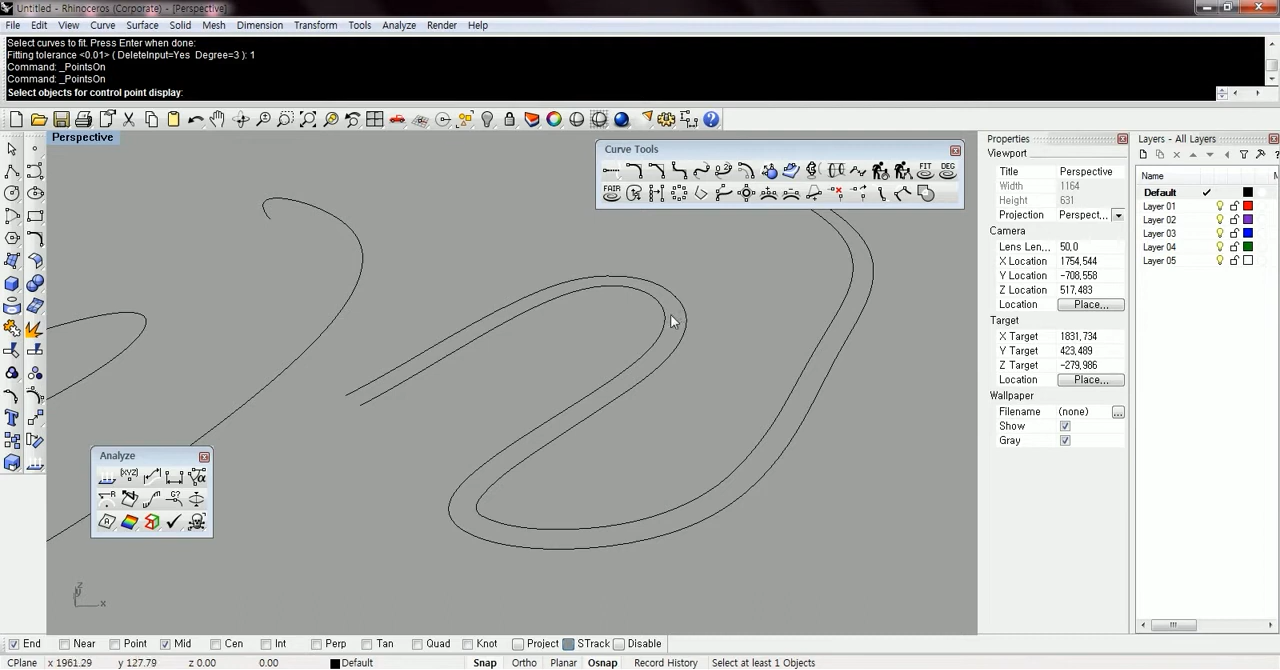 Untitled - Rhinoceros (Corporate) - [Perspective]
File Edit View Curve Surface Solid Mesh Dimension Transform Tools Analyze Render Help
Select curves to fit. Press Enter when done:
Fitting tolerance <0.01> ( DeleteInput=Yes Degree=3 ): 1
Command: _PointsOn
Command: _PointsOn
Select objects for control point display:
Perspective
Curve Tools
FIT DEG
FAIR
Analyze
XYZ
R G?
A
z
x
Properties
Viewport
Title Perspective
Width 1164
Height 631
Projection Perspect...
Camera
Lens Len... 50,0
X Location 1754,544
Y Location -708,558
Z Location 517,483
Location Place...
Target
X Target 1831,734
Y Target 423,489
Z Target -279,986
Location Place...
Wallpaper
Filename (none) ...
Show
Gray
Layers - All Layers
Name M
Default
Layer 01
Layer 02
Layer 03
Layer 04
Layer 05
End Near Point Mid Cen Int Perp Tan Quad Knot Project STrack Disable
CPlane x 1961.29 y 127.79 z 0.00 0.00 Default Snap Ortho Planar Osnap Record History Select at least 1 Objects